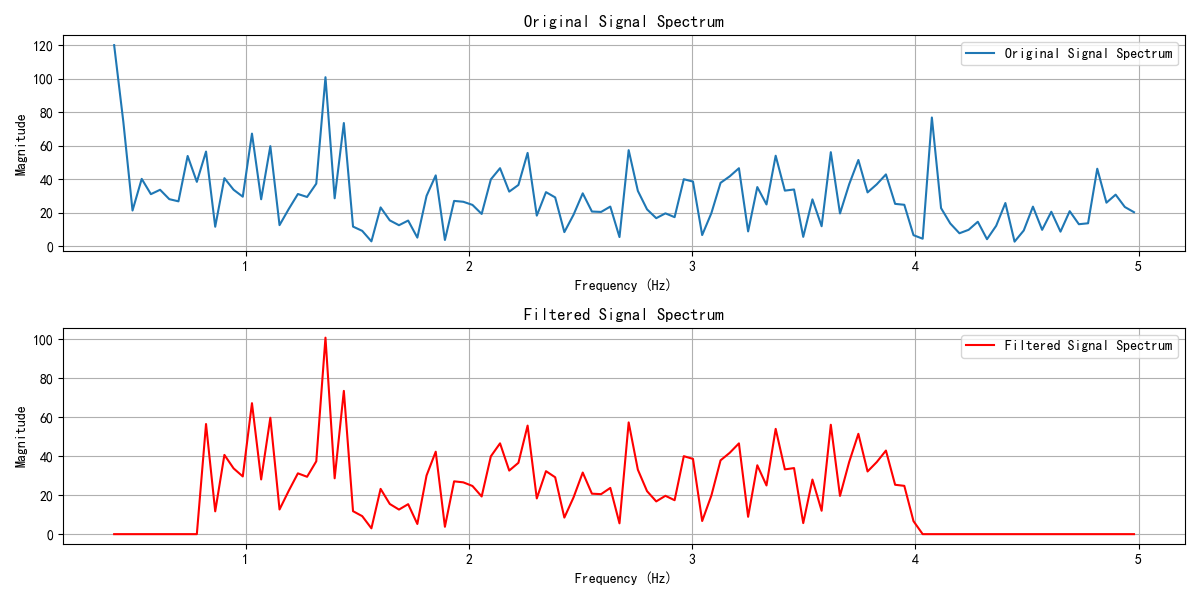 Original Signal Spectrum
120
100
80
60
40
20
0
Magnitude
Original Signal Spectrum
1
2
3
4
5
Frequency (Hz)
Filtered Signal Spectrum
100
80
60
40
20
0
Magnitude
Filtered Signal Spectrum
1
2
3
4
5
Frequency (Hz)